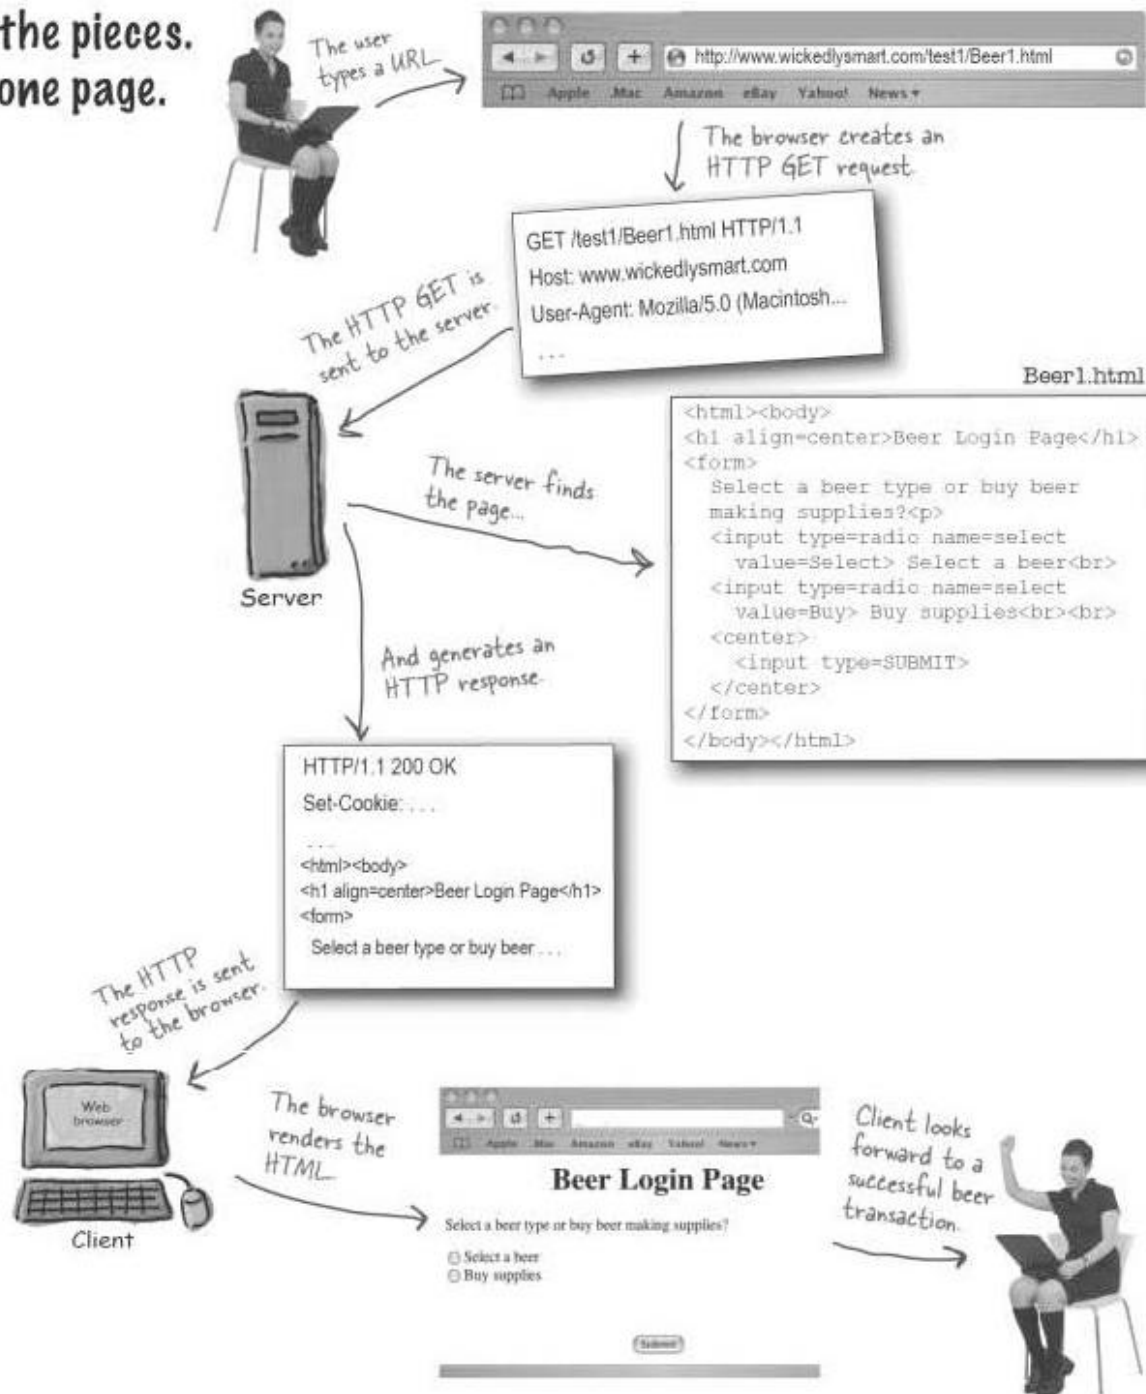 the pieces.
one page.
The user
types a URL
http://www.wickedlysmart.com/test1/Beer1.html
Apple Mac Amazon eBay Yahoo! News
The browser creates an
HTTP GET request.
GET /test1/Beer1.html HTTP/1.1
Host: www.wickedlysmart.com
User-Agent: Mozilla/5.0 (Macintosh...
. . .
The HTTP GET is
sent to the server.
Server
The server finds
the page...
Beer1.html
<html><body>
<h1 align=center>Beer Login Page</h1>
<form>
Select a beer type or buy beer
making supplies?<p>
<input type=radio name=select
value=Select> Select a beer<br>
<input type=radio name=select
value=Buy> Buy supplies<br><br>
<center>
<input type=SUBMIT>
</center>
</form>
</body></html>
And generates an
HTTP response.
HTTP/1.1 200 OK
Set-Cookie: . . .
. . .
<html><body>
<h1 align=center>Beer Login Page</h1>
<form>
Select a beer type or buy beer . . .
The HTTP
response is sent
to the browser.
Web
browser
Client
The browser
renders the
HTML
Apple Mac Amazon eBay Yahoo! News
Beer Login Page
Select a beer type or buy beer making supplies?
Select a beer
Buy supplies
Submit
Client looks
forward to a
successful beer
transaction.